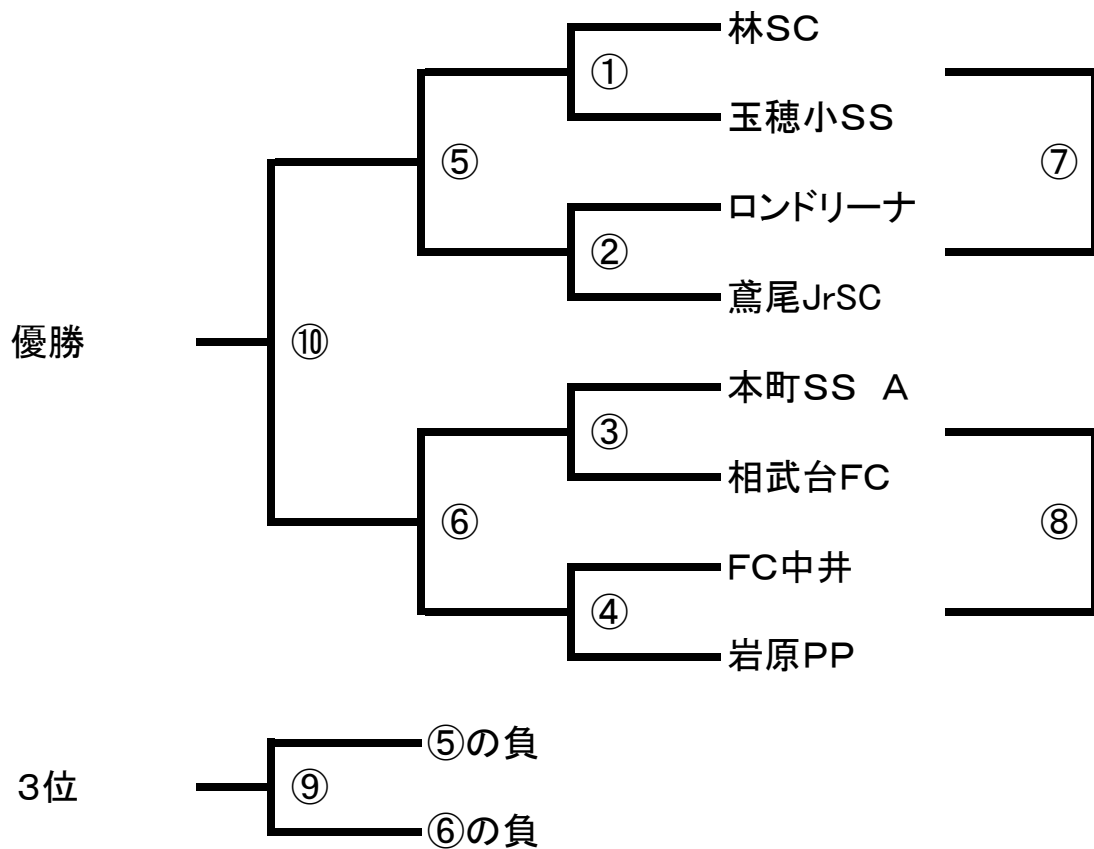 林SC
①
玉穂小SS
⑤
⑦
ロンドリーナ
②
鳶尾JrSC
優勝
⑩
本町SS　A
③
相武台FC
⑥
⑧
FC中井
④
岩原PP
⑤の負
3位
⑨
⑥の負